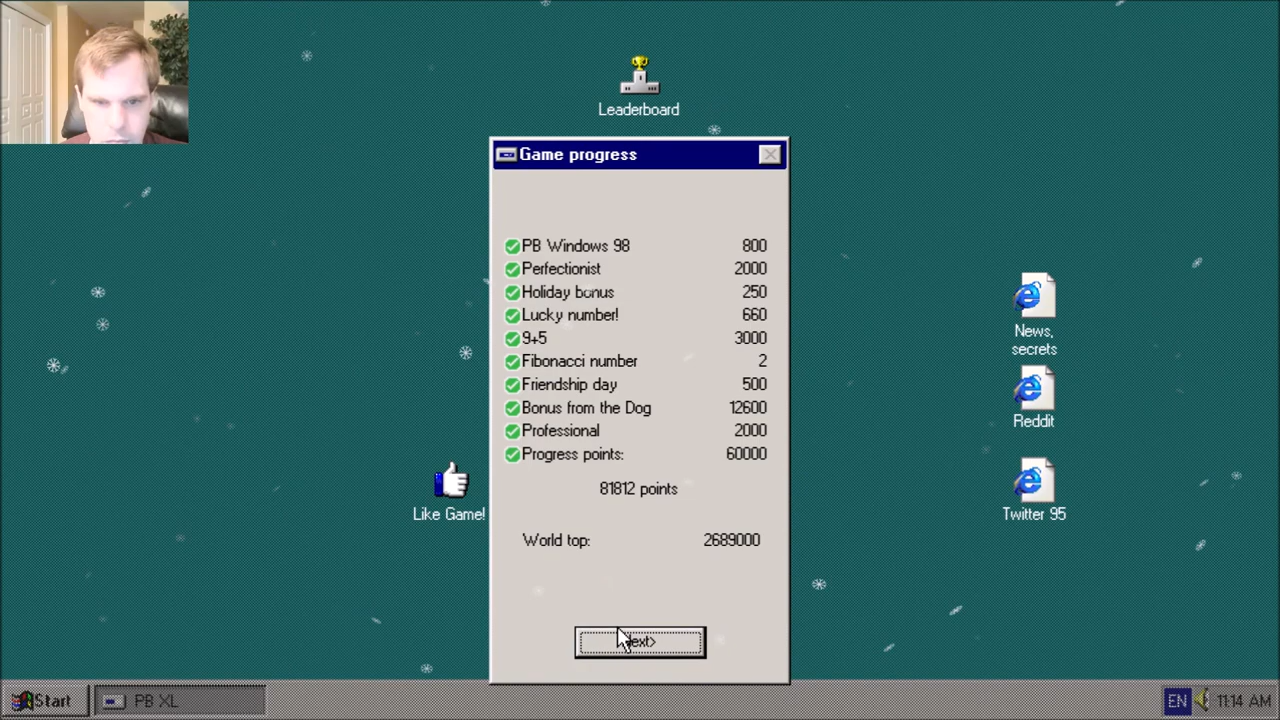 Leaderboard
Game progress
PB Windows 98 800
Perfectionist 2000
Holiday bonus 250
Lucky number! 660
9+5 3000
Fibonacci number 2
Friendship day 500
Bonus from the Dog 12600
Professional 2000
Progress points: 60000
81812 points
World top: 2689000
Like Game!
News,
secrets
Reddit
Twitter 95
Start
PB XL
EN
11:14 AM